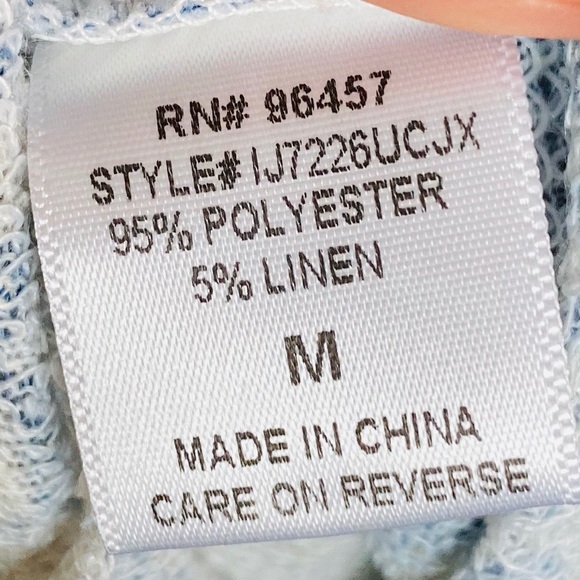 RN# 96457
STYLE# IJ7226UCJX
95% POLYESTER
5% LINEN
M
MADE IN CHINA
CARE ON REVERSE